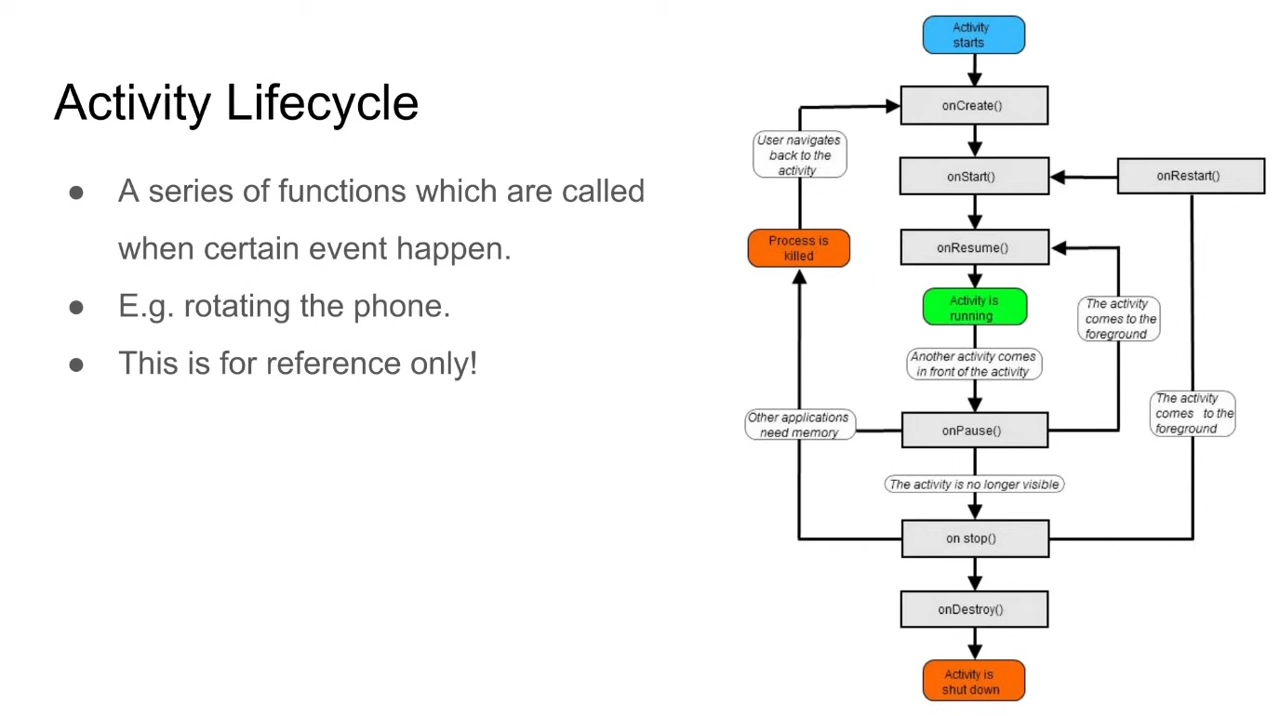 Activity Lifecycle
● A series of functions which are called
when certain event happen.
● E.g. rotating the phone.
● This is for reference only!
Activity
starts
onCreate()
User navigates
back to the
activity
onStart()
onRestart()
Process is
killed
onResume()
Activity is
running
The activity
comes to the
foreground
Another activity comes
in front of the activity
The activity
comes to the
foreground
Other applications
need memory
onPause()
The activity is no longer visible
on stop()
onDestroy()
Activity is
shut down